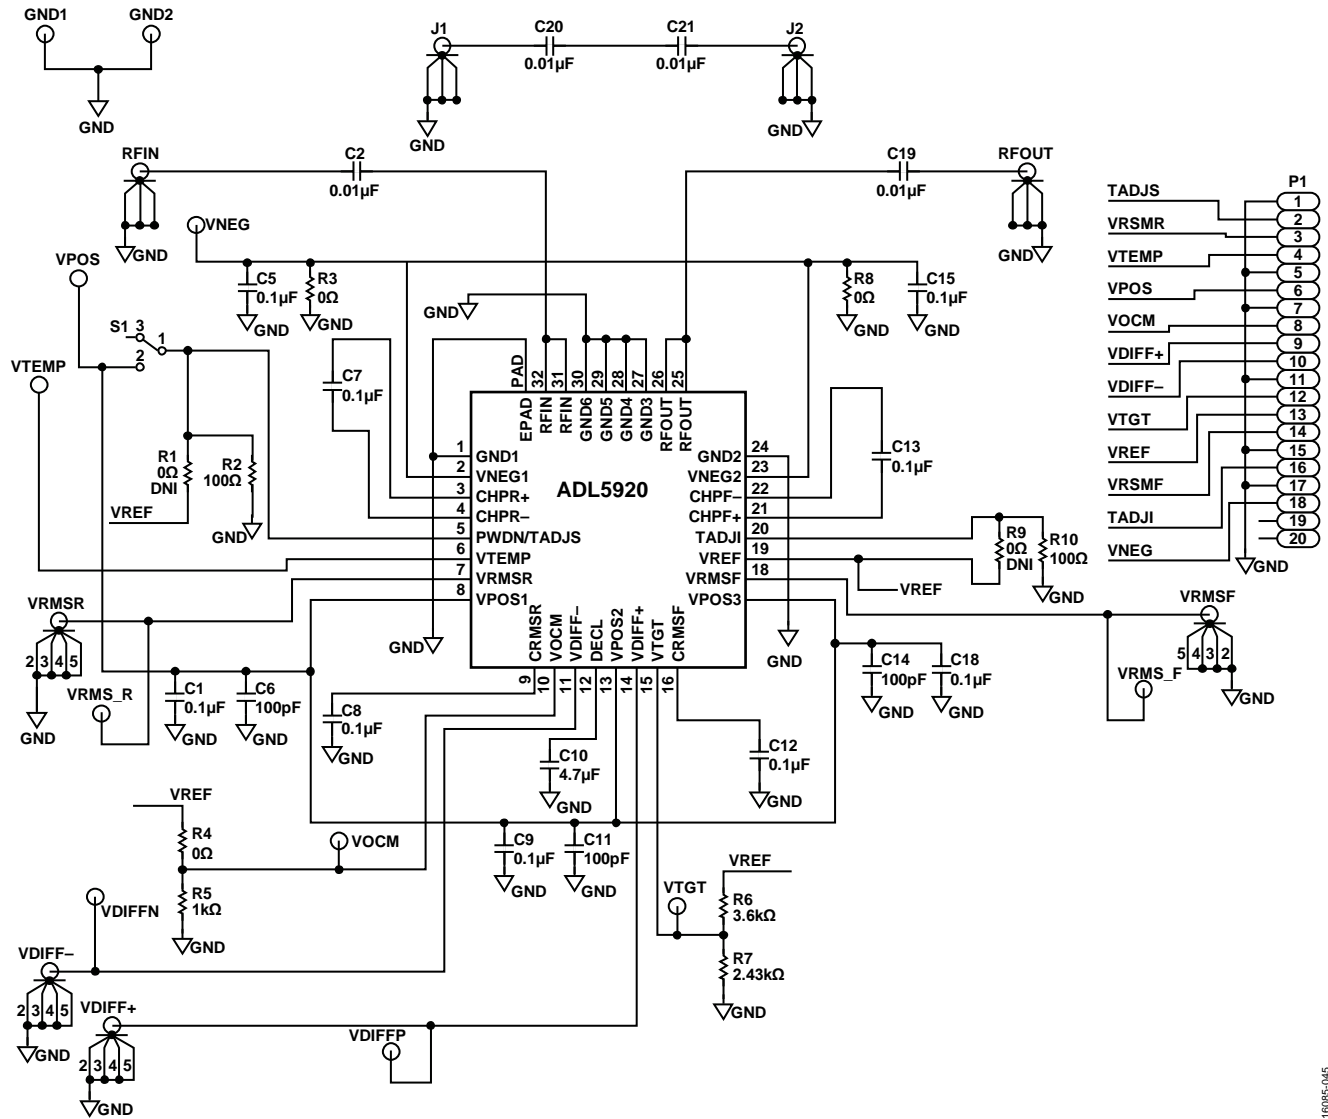 GND1 GND2
GND
J1 C20 C21 J2
0.01µF 0.01µF
GND GND
RFIN C2 C19 RFOUT
0.01µF 0.01µF
GND GND
VNEG
VPOS
C5 0.1µF
GND
R3 0Ω
GND
GND
R8 0Ω
GND
C15 0.1µF
GND
S1 3 1
2
VTEMP
C7
0.1µF
PAD 32 31 30 29 28 27 26 25
EPAD RFIN RFIN GND6 GND5 GND4 GND3 RFOUT RFOUT
C13
0.1µF
R1
0Ω
DNI
R2
100Ω
VREF
GND
ADL5920
1 GND1
2 VNEG1
3 CHPR+
4 CHPR–
5 PWDN/TADJS
6 VTEMP
7 VRMSR
8 VPOS1
GND2 24
VNEG2 23
CHPF– 22
CHPF+ 21
TADJI 20
VREF 19
VRMSF 18
VPOS3
CRMSR VOCM VDIFF– DECL VPOS2 VDIFF+ VTGT CRMSF
9 10 11 12 13 14 15 16
GND
GND
R9
0Ω
DNI
R10
100Ω
GND
VREF
VRMSR
2 3 4 5
GND
VRMS_R
C1
0.1µF
GND
C6
100pF
GND
C8
0.1µF
GND
C10
4.7µF
GND
C12
0.1µF
GND
C14
100pF
GND
C18
0.1µF
GND
VRMSF
5 4 3 2
GND
VRMS_F
VREF
R4
0Ω
VOCM
R5
1kΩ
GND
C9
0.1µF
GND
C11
100pF
GND
VTGT
VREF
R6
3.6kΩ
R7
2.43kΩ
GND
VDIFFN
VDIFF–
2 3 4 5
GND
VDIFF+
2 3 4 5
GND
VDIFFP
P1
TADJS
VRSMR
VTEMP
VPOS
VOCM
VDIFF+
VDIFF–
VTGT
VREF
VRSMF
TADJI
VNEG
1
2
3
4
5
6
7
8
9
10
11
12
13
14
15
16
17
18
19
20
GND
16085-045